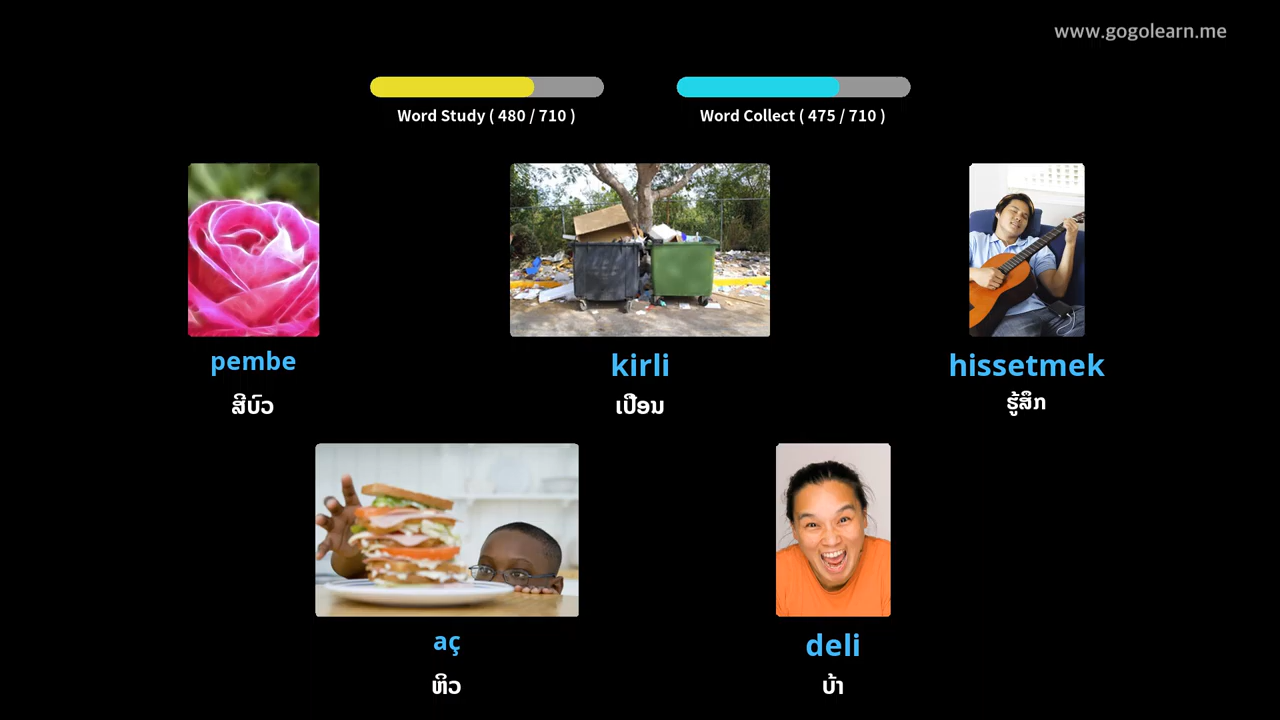 www.gogolearn.me
Word Study ( 480 / 710 )
Word Collect ( 475 / 710 )
pembe
ສີບົວ
kirli
ເປື້ອນ
hissetmek
ຮູ້ສຶກ
aç
ຫິວ
deli
ບ້າ